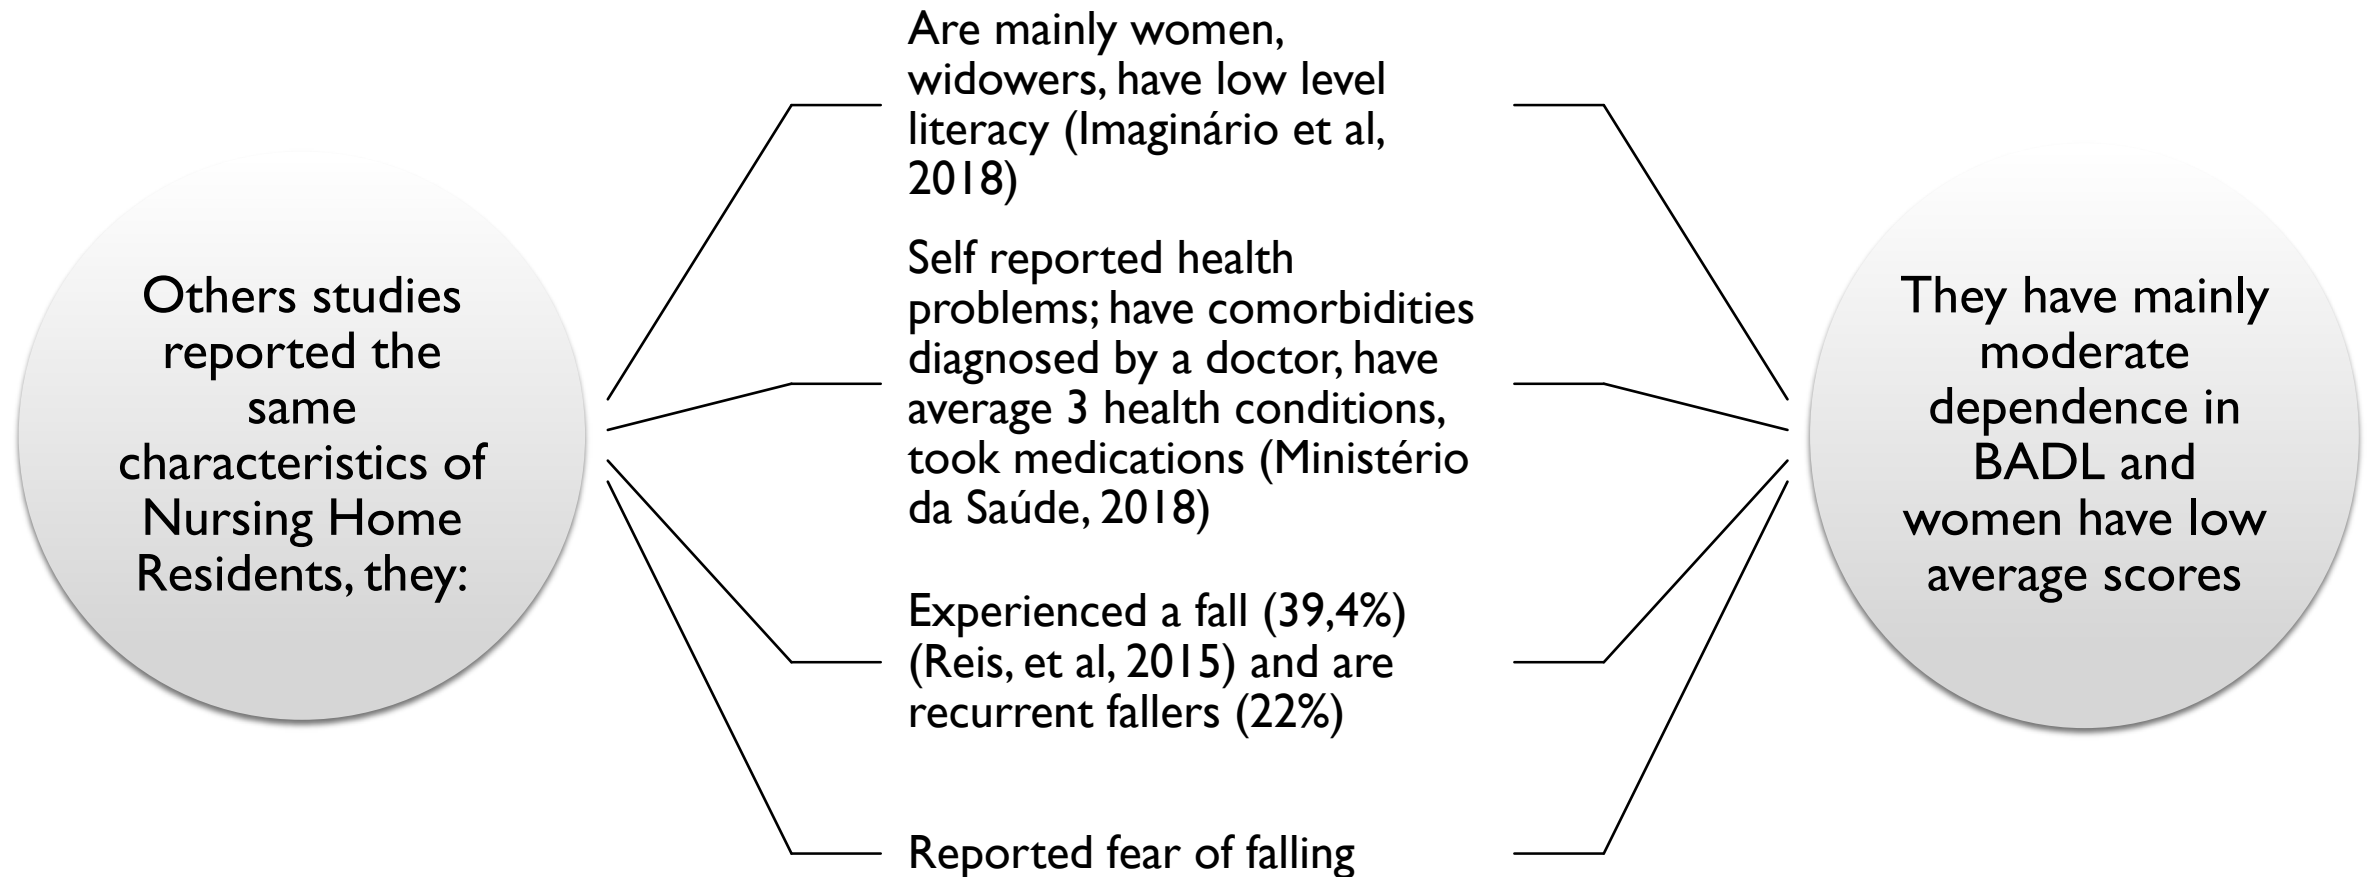 Others studies
reported the
same
characteristics of
Nursing Home
Residents, they:
Are mainly women,
widowers, have low level
literacy (Imaginário et al,
2018)
Self reported health
problems; have comorbidities
diagnosed by a doctor, have
average 3 health conditions,
took medications (Ministério
da Saúde, 2018)
Experienced a fall (39,4%)
(Reis, et al, 2015) and are
recurrent fallers (22%)
Reported fear of falling
They have mainly
moderate
dependence in
BADL and
women have low
average scores